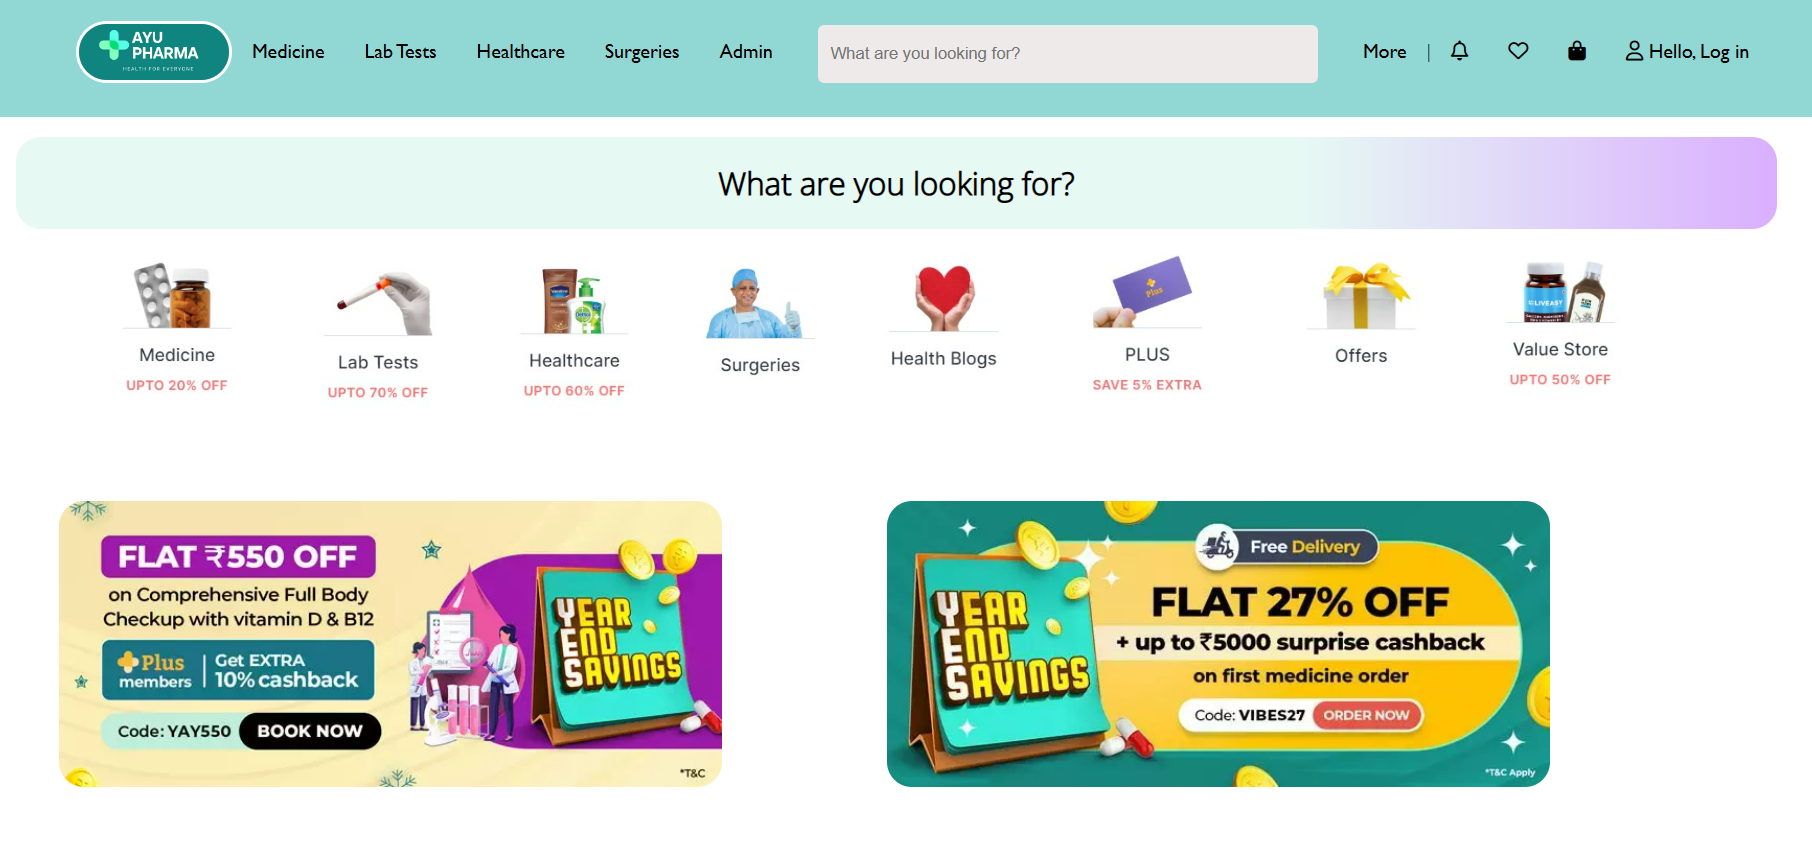 AYU
PHARMA
HEALTH FOR EVERYONE
Medicine
Lab Tests
Healthcare
Surgeries
Admin
What are you looking for?
More
|
Hello, Log in
What are you looking for?
Plus
LIVEASY
Medicine
UPTO 20% OFF
Lab Tests
UPTO 70% OFF
Healthcare
UPTO 60% OFF
Surgeries
Health Blogs
PLUS
SAVE 5% EXTRA
Offers
Value Store
UPTO 50% OFF
FLAT ₹550 OFF
on Comprehensive Full Body
Checkup with vitamin D & B12
Plus
members
Get EXTRA
10% cashback
Code: YAY550
BOOK NOW
YEAR
END
SAVINGS
*T&C
YEAR
END
SAVINGS
Free Delivery
FLAT 27% OFF
+ up to ₹5000 surprise cashback
on first medicine order
Code: VIBES27
ORDER NOW
*T&C Apply